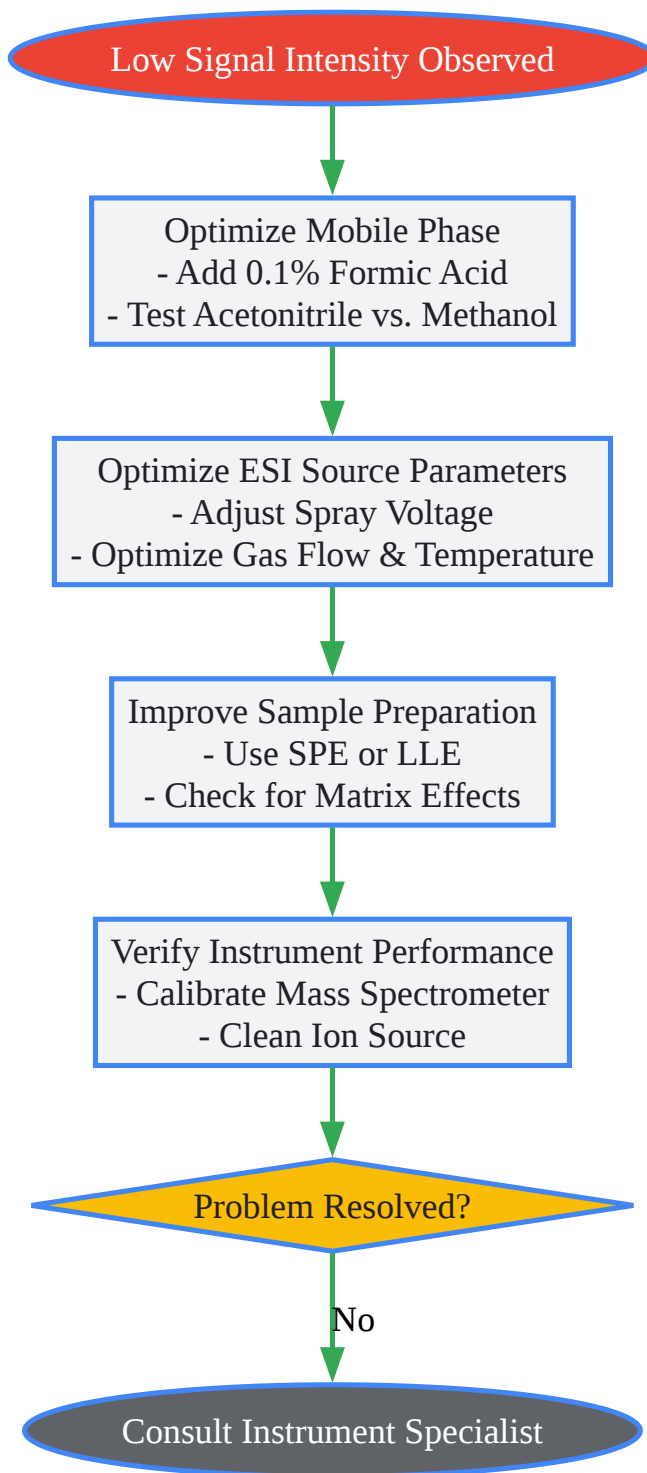 Low Signal Intensity Observed
Optimize Mobile Phase
- Add 0.1% Formic Acid
- Test Acetonitrile vs. Methanol
Optimize ESI Source Parameters
- Adjust Spray Voltage
- Optimize Gas Flow & Temperature
Improve Sample Preparation
- Use SPE or LLE
- Check for Matrix Effects
Verify Instrument Performance
- Calibrate Mass Spectrometer
- Clean Ion Source
Problem Resolved?
No
Consult Instrument Specialist